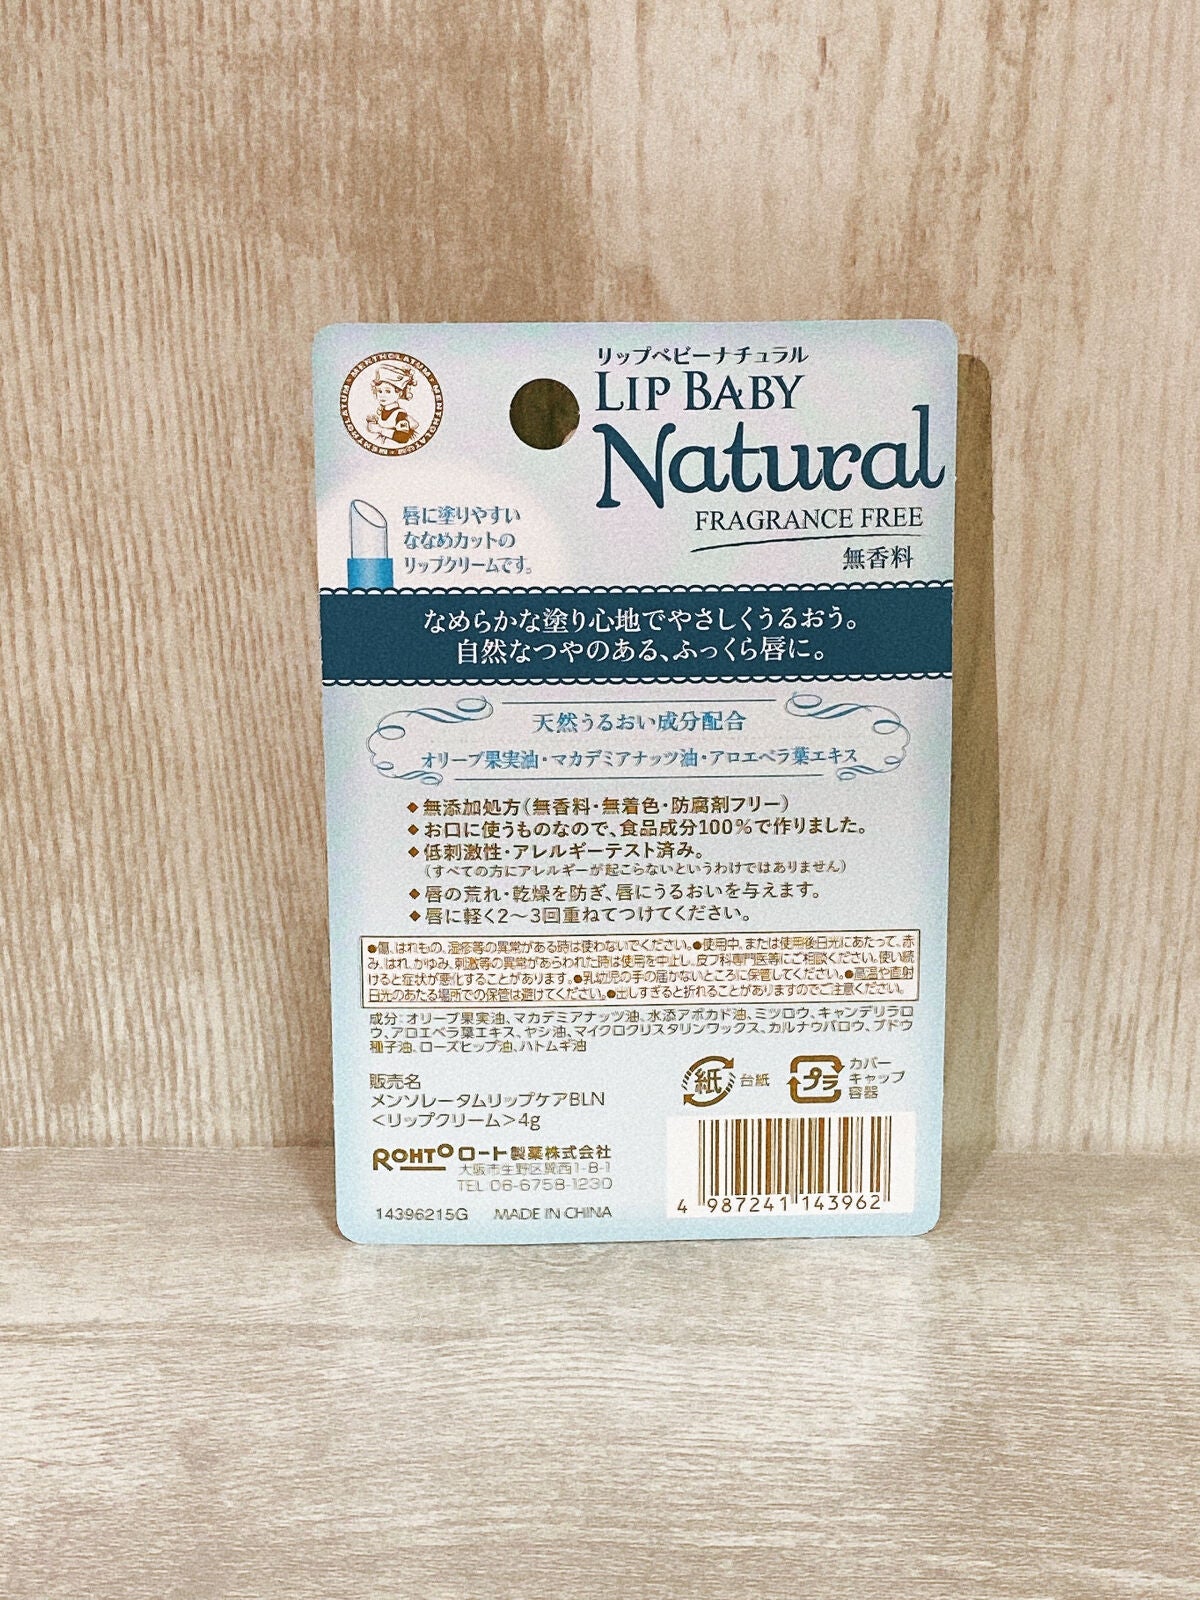 リップベビーナチュラル
LIP BABY
Natural
FRAGRANCE FREE
無香料
MENTHOLATUM・MENTHOLATUM・MENTHOLATUM
唇に塗りやすい
ななめカットの
リップクリームです。
なめらかな塗り心地でやさしくうるおう。
自然なつやのある、ふっくら唇に。
天然うるおい成分配合
オリーブ果実油・マカデミアナッツ油・アロエベラ葉エキス
◆無添加処方（無香料・無着色・防腐剤フリー）
◆お口に使うものなので、食品成分100%で作りました。
◆低刺激性・アレルギーテスト済み。
（すべての方にアレルギーが起こらないというわけではありません）
◆唇の荒れ・乾燥を防ぎ、唇にうるおいを与えます。
◆唇に軽く2〜3回重ねてつけてください。
●傷、はれもの、湿疹等の異常がある時は使わないでください。●使用中、または使用後日光にあたって、赤
み、はれ、かゆみ、刺激等の異常があらわれた時は使用を中止し、皮フ科専門医等にご相談ください。使い続
けると症状が悪化することがあります。●乳幼児の手の届かないところに保管してください。●高温や直射
日光のあたる場所での保管は避けてください。●出しすぎると折れることがありますのでご注意ください。
成分：オリーブ果実油、マカデミアナッツ油、水添アボカド油、ミツロウ、キャンデリラロ
ウ、アロエベラ葉エキス、ヤシ油、マイクロクリスタリンワックス、カルナウバロウ、ブドウ
種子油、ローズヒップ油、ハトムギ油
販売名
メンソレータムリップケアBLN
＜リップクリーム＞4g
紙 台紙
プラ カバー
キャップ
容器
ROHTO ロート製薬株式会社
大阪市生野区巽西1-8-1
TEL 06-6758-1230
14396215G MADE IN CHINA
4 987241 143962